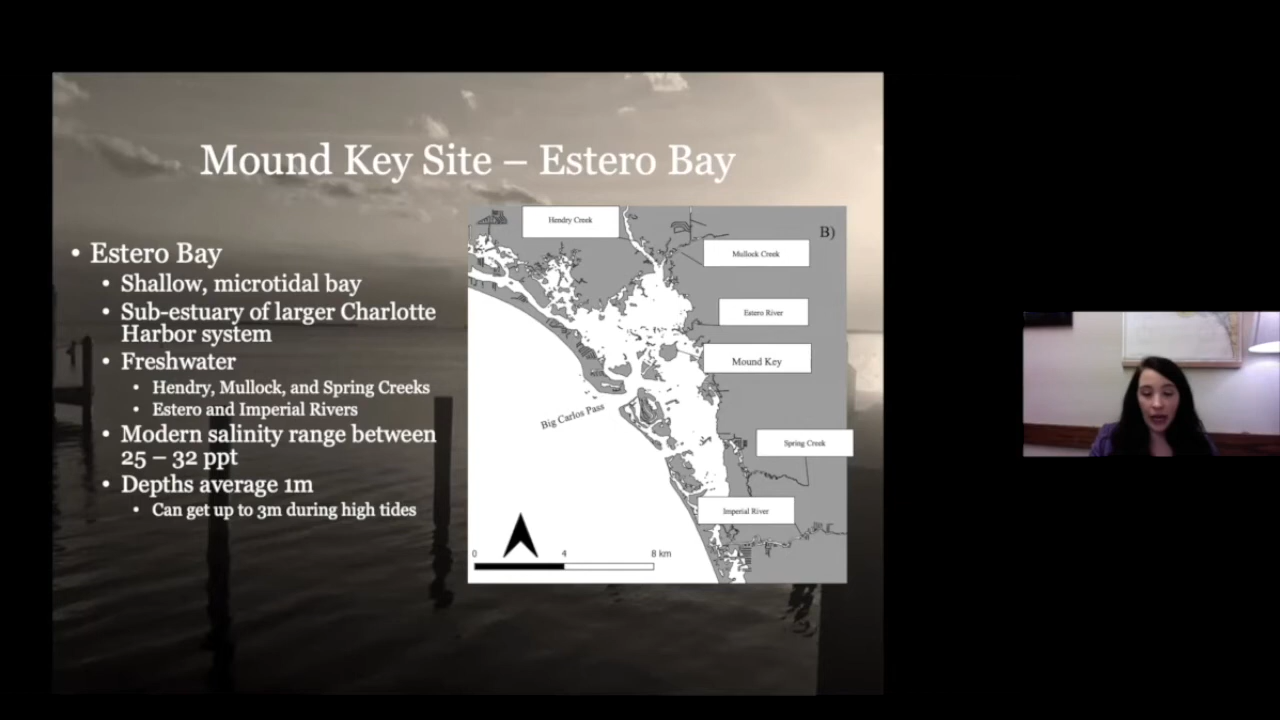 Mound Key Site – Estero Bay
• Estero Bay
• Shallow, microtidal bay
• Sub-estuary of larger Charlotte
Harbor system
• Freshwater
• Hendry, Mullock, and Spring Creeks
• Estero and Imperial Rivers
• Modern salinity range between
25 – 32 ppt
• Depths average 1m
• Can get up to 3m during high tides
Hendry Creek
B)
Mullock Creek
Estero River
Mound Key
Big Carlos Pass
Spring Creek
Imperial River
0 4 8 km